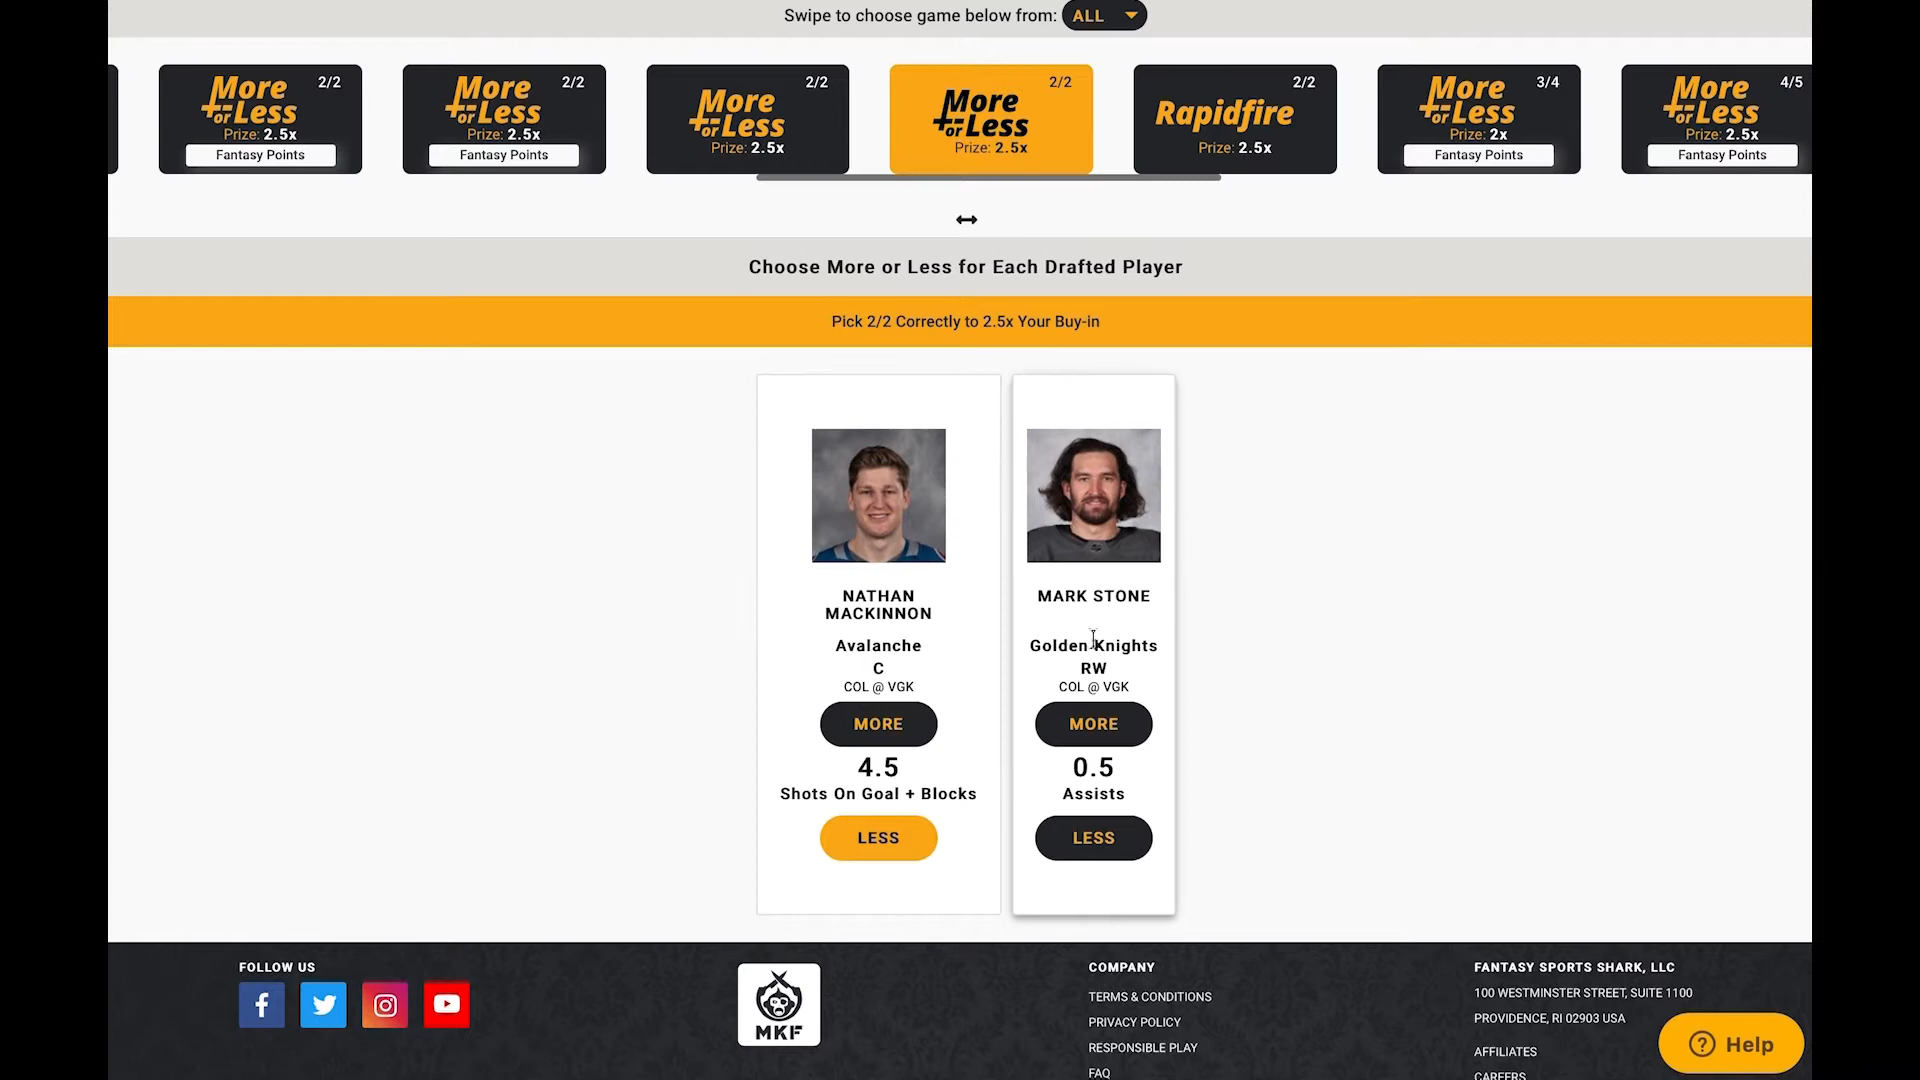 Swipe to choose game below from: ALL
More or Less 2/2
Prize: 2.5x
Fantasy Points
More or Less 2/2
Prize: 2.5x
Fantasy Points
More or Less 2/2
Prize: 2.5x
More or Less 2/2
Prize: 2.5x
Rapidfire 2/2
Prize: 2.5x
More or Less 3/4
Prize: 2x
Fantasy Points
More or Less 4/5
Prize: 2.5x
Fantasy Points
Choose More or Less for Each Drafted Player
Pick 2/2 Correctly to 2.5x Your Buy-in
NATHAN
MACKINNON
Avalanche
C
COL @ VGK
MORE
4.5
Shots On Goal + Blocks
LESS
MARK STONE
Golden Knights
RW
COL @ VGK
MORE
0.5
Assists
LESS
FOLLOW US
MKF
COMPANY
TERMS & CONDITIONS
PRIVACY POLICY
RESPONSIBLE PLAY
FAQ
FANTASY SPORTS SHARK, LLC
100 WESTMINSTER STREET, SUITE 1100
PROVIDENCE, RI 02903 USA
AFFILIATES
CAREERS
Help